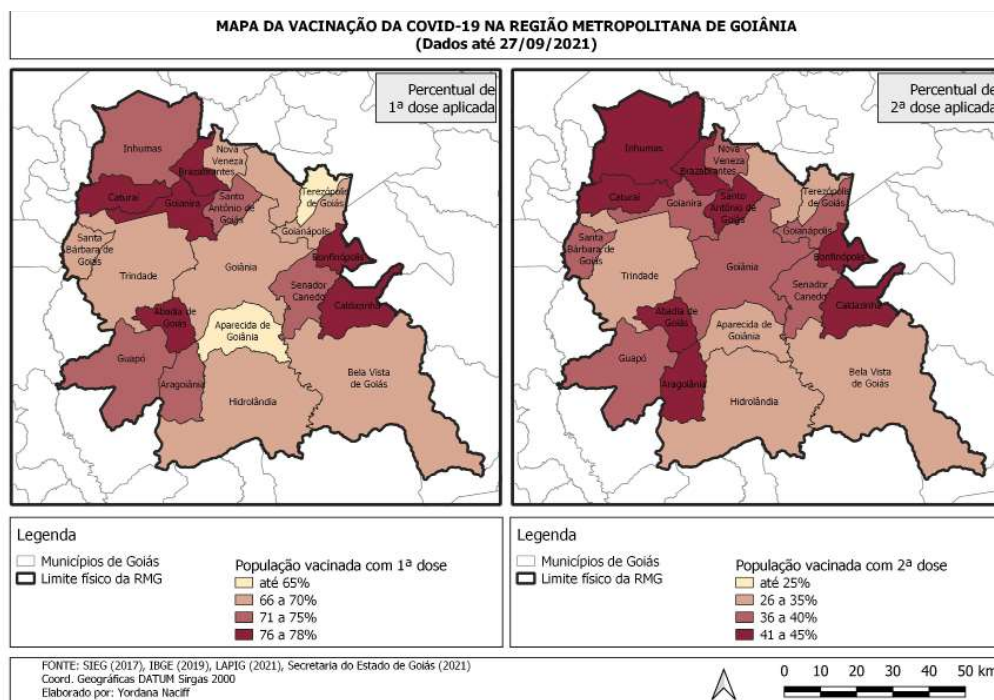 MAPA DA VACINAÇÃO DA COVID-19 NA REGIÃO METROPOLITANA DE GOIÂNIA
(Dados até 27/09/2021)
Percentual de
1ª dose aplicada
Inhumas
Nova
Veneza
Brazabrantes
Terezópolis
de Goiás
Caturaí
Goianira
Santo
Antônio de
Goiás
Goianápolis
Santa
Bárbara de
Goiás
Bonfinópolis
Trindade
Goiânia
Senador
Canedo
Caldazinha
Abadia de
Goiás
Aparecida de
Goiânia
Guapó
Aragoiânia
Bela Vista
de Goiás
Hidrolândia
Percentual de
2ª dose aplicada
Inhumas
Nova
Veneza
Brazabrantes
Terezópolis
de Goiás
Caturaí
Goianira
Santo
Antônio de
Goiás
Goianápolis
Santa
Bárbara de
Goiás
Bonfinópolis
Trindade
Goiânia
Senador
Canedo
Caldazinha
Abadia de
Goiás
Aparecida de
Goiânia
Guapó
Aragoiânia
Bela Vista
de Goiás
Hidrolândia
Legenda
Municípios de Goiás
Limite físico da RMG
População vacinada com 1ª dose
até 65%
66 a 70%
71 a 75%
76 a 78%
Legenda
Municípios de Goiás
Limite físico da RMG
População vacinada com 2ª dose
até 25%
26 a 35%
36 a 40%
41 a 45%
FONTE: SIEG (2017), IBGE (2019), LAPIG (2021), Secretaria do Estado de Goiás (2021)
Coord. Geográficas DATUM Sirgas 2000
Elaborado por: Yordana Naciff
0 10 20 30 40 50 km